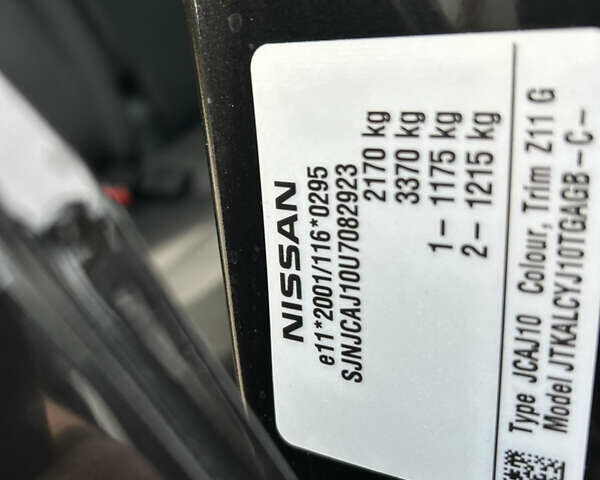 NISSAN
e11*2001/116*0295
SJNJCAJ10U7082923
2170 kg
3370 kg
1- 1175 kg
2- 1215 kg
Type JCAJ10 Colour, Trim Z11 G
Model JTKALCYJ10TGAGB-C-